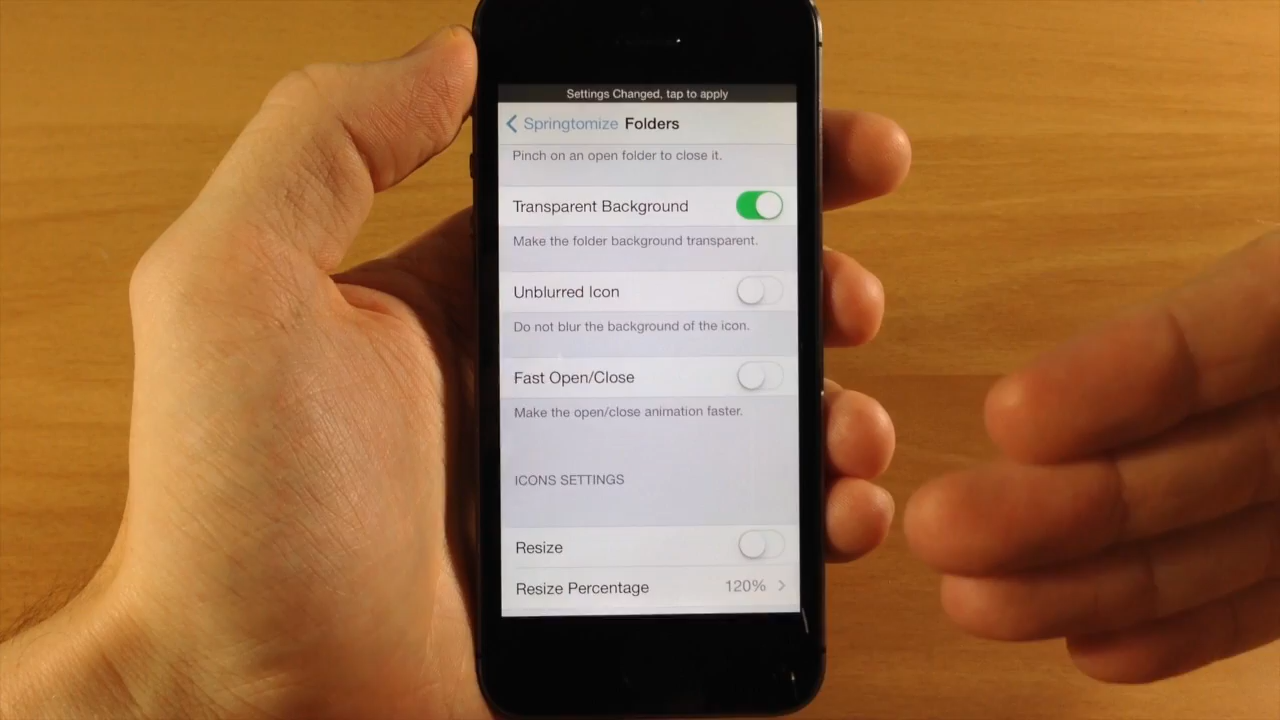 Settings Changed, tap to apply
Springtomize Folders
Pinch on an open folder to close it.
Transparent Background
Make the folder background transparent.
Unblurred Icon
Do not blur the background of the icon.
Fast Open/Close
Make the open/close animation faster.
ICONS SETTINGS
Resize
Resize Percentage 120%